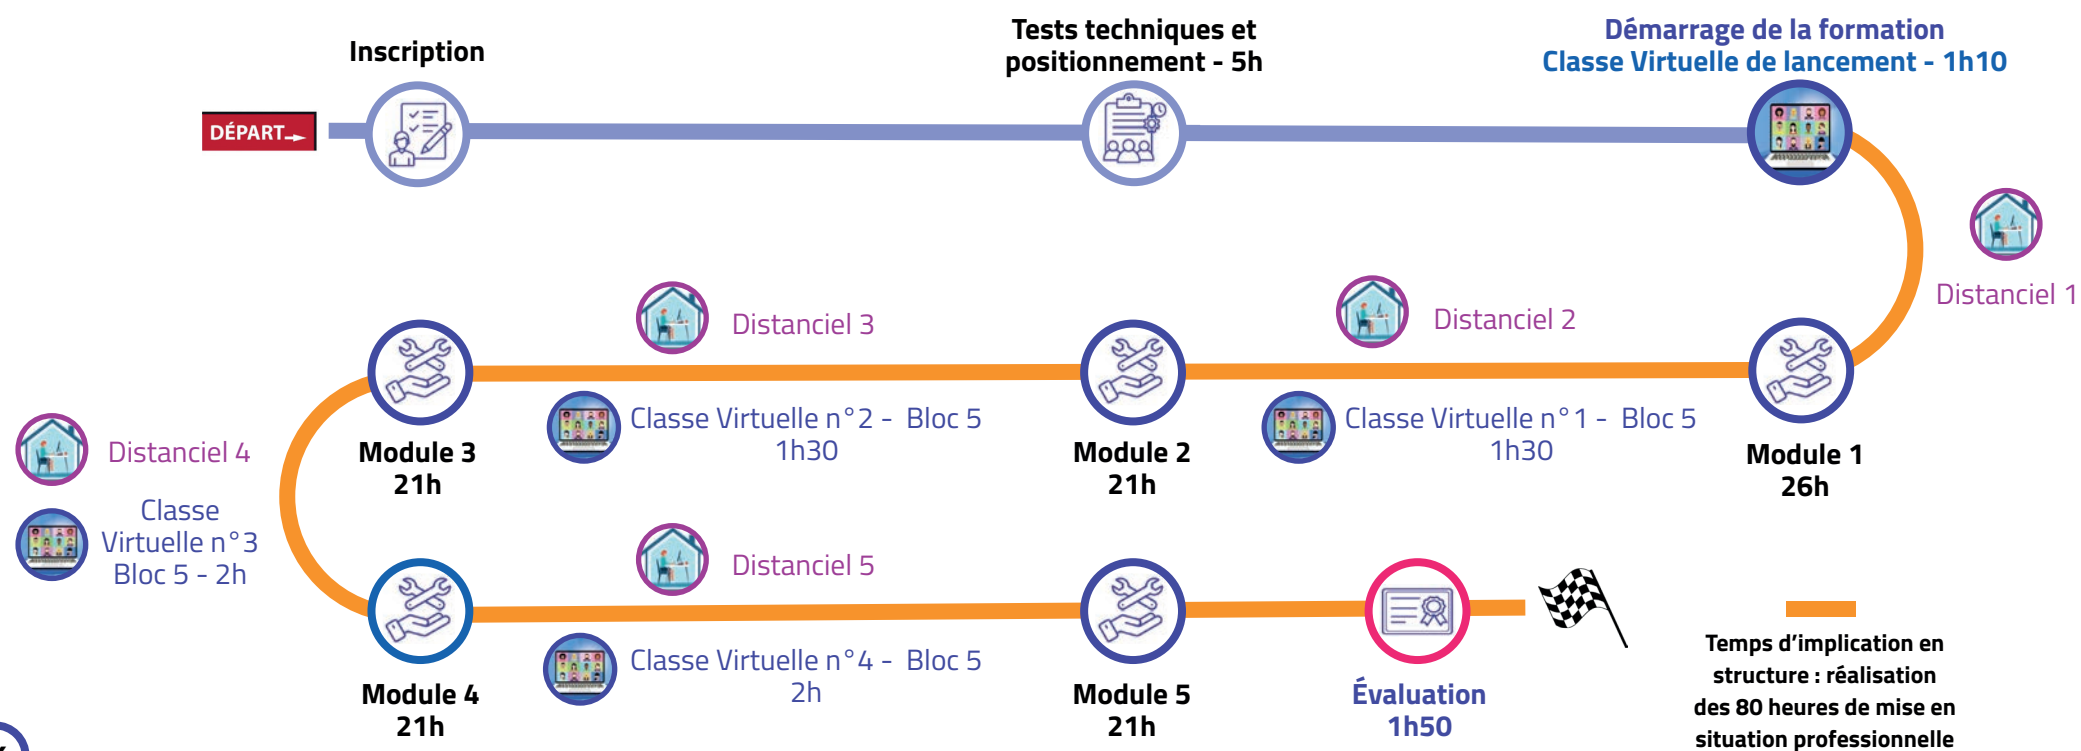 Inscription
Tests techniques et
positionnement - 5h
Démarrage de la formation
Classe Virtuelle de lancement - 1h10
DÉPART
Distanciel 1
Distanciel 3
Distanciel 2
Classe Virtuelle n°2 - Bloc 5
1h30
Classe Virtuelle n°1 - Bloc 5
1h30
Module 3
21h
Module 2
21h
Module 1
26h
Distanciel 4
Classe
Virtuelle n°3
Bloc 5 - 2h
Distanciel 5
Classe Virtuelle n°4 - Bloc 5
2h
Module 4
21h
Module 5
21h
Évaluation
1h50
Temps d’implication en
structure : réalisation
des 80 heures de mise en
situation professionnelle